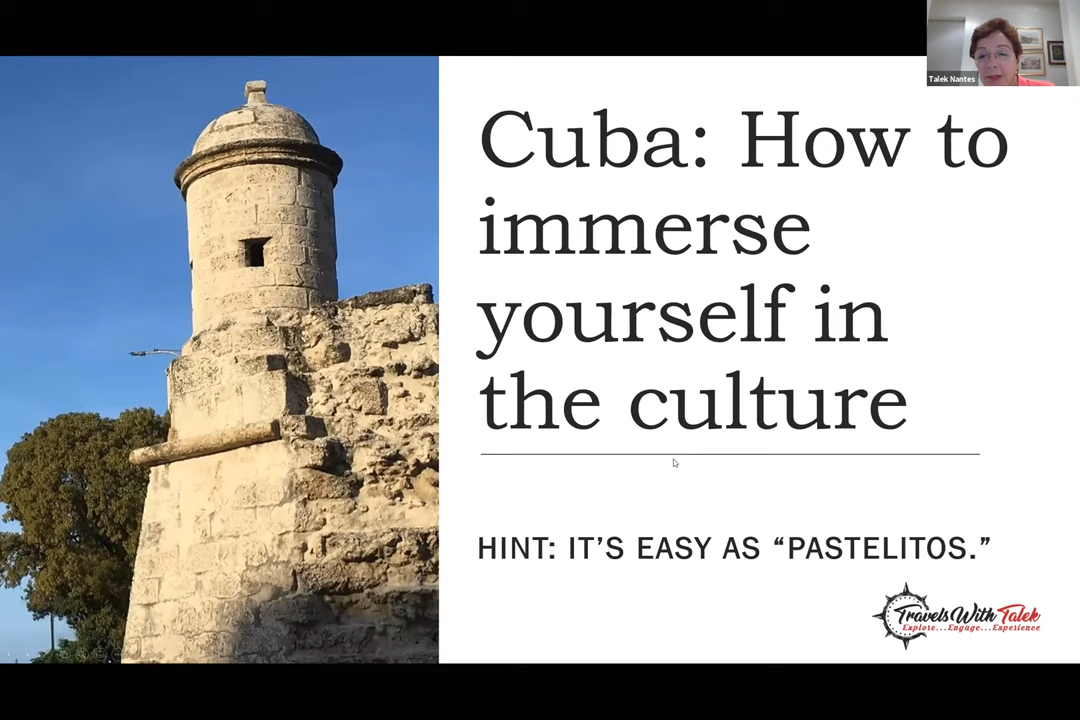 Talek Nantes
Cuba: How to
immerse
yourself in
the culture
HINT: IT’S EASY AS “PASTELITOS.”
Travels With Talek
Explore...Engage...Experience